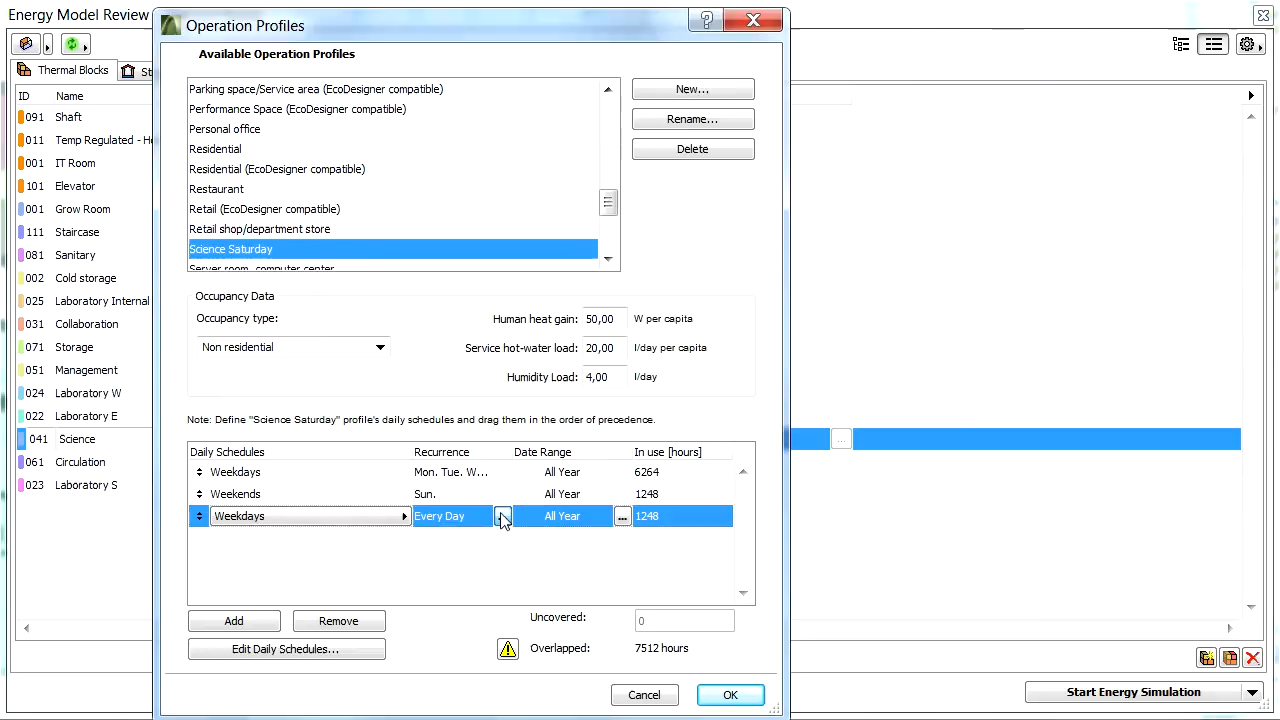 Energy Model Review
Operation Profiles
?
Available Operation Profiles
Thermal Blocks
St
ID Name
091 Shaft
011 Temp Regulated - He
001 IT Room
101 Elevator
001 Grow Room
111 Staircase
081 Sanitary
002 Cold storage
025 Laboratory Internal
031 Collaboration
071 Storage
051 Management
024 Laboratory W
022 Laboratory E
041 Science
061 Circulation
023 Laboratory S
Parking space/Service area (EcoDesigner compatible)
Performance Space (EcoDesigner compatible)
Personal office
Residential
Residential (EcoDesigner compatible)
Restaurant
Retail (EcoDesigner compatible)
Retail shop/department store
Science Saturday
Server room, computer center
New...
Rename...
Delete
Occupancy Data
Occupancy type:
Non residential
Human heat gain: 50,00 W per capita
Service hot-water load: 20,00 l/day per capita
Humidity Load: 4,00 l/day
Note: Define "Science Saturday" profile's daily schedules and drag them in the order of precedence.
Daily Schedules Recurrence Date Range In use [hours]
Weekdays Mon. Tue. W... All Year 6264
Weekends Sun. All Year 1248
Weekdays Every Day All Year ... 1248
...
Add Remove
Edit Daily Schedules...
Uncovered: 0
Overlapped: 7512 hours
Cancel OK
Start Energy Simulation